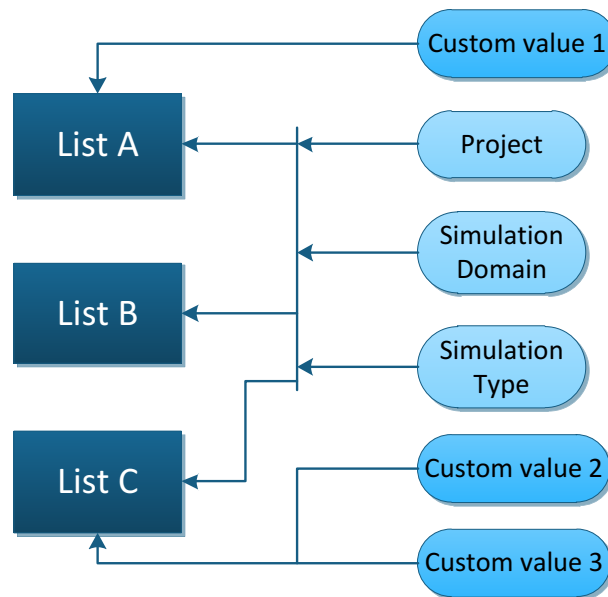 Custom value 1
List A
Project
Simulation
Domain
List B
Simulation
Type
List C
Custom value 2
Custom value 3